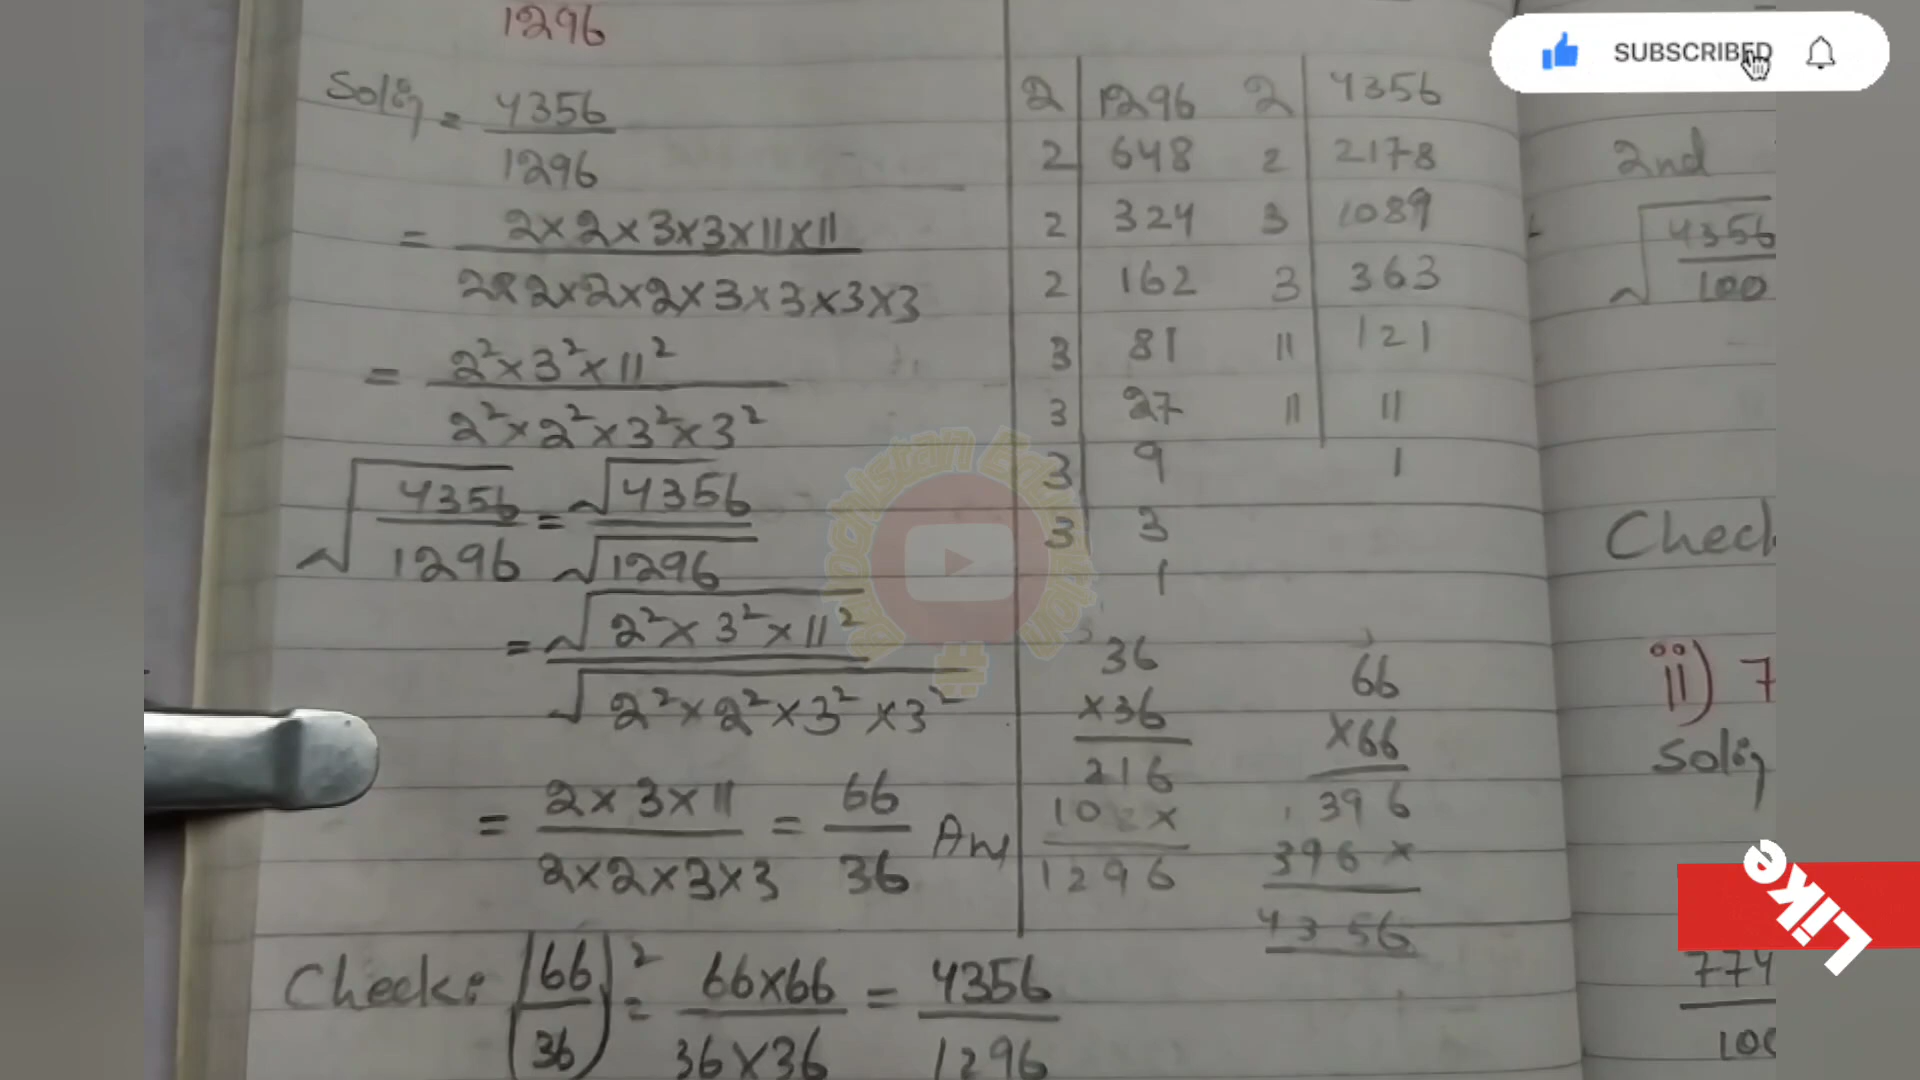 1296
Sol:ⁿ = 4356/1296
= 2×2×3×3×11×11 / 2×2×2×2×3×3×3×3
= 2²×3²×11² / 2²×2²×3²×3²
√4356/1296 = √4356/√1296
= √2²×3²×11² / √2²×2²×3²×3²
= 2×3×11 / 2×2×3×3 = 66/36 Ans
Check: (66/36)² = 66×66 / 36×36 = 4356/1296
2 1296
2 648
2 324
2 162
3 81
3 27
3 9
3 3
1
2 4356
2 2178
3 1089
3 363
11 121
11 11
1
36
×36
216
10 ×
1296
66
×66
396
396×
4356
SUBSCRIBED
2nd
√4356
100
Check
iii) 7
Sol:ⁿ
774
100
Like